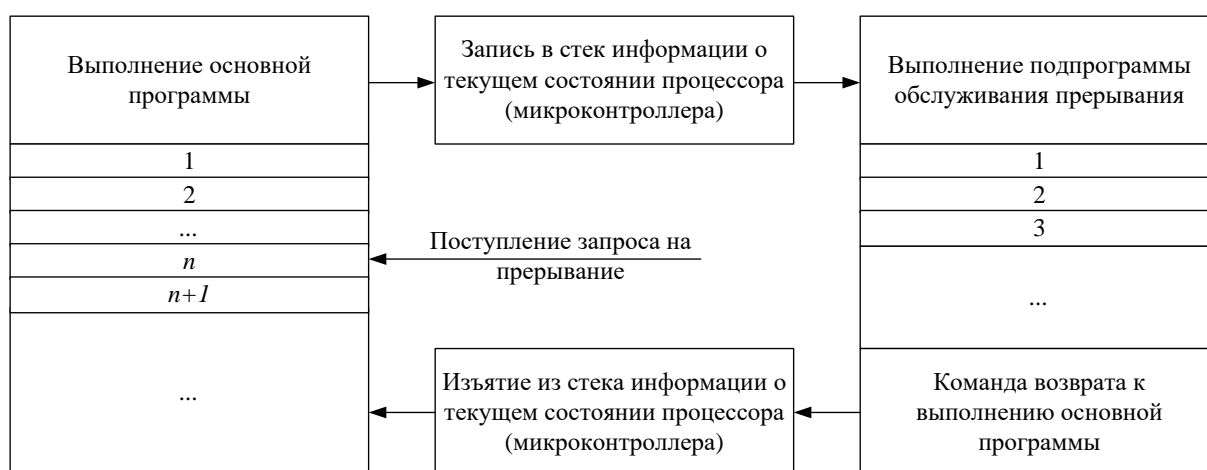 Выполнение основной
программы
Запись в стек информации о
текущем состоянии процессора
(микроконтроллера)
Выполнение подпрограммы
обслуживания прерывания
1
2
...
n
n+1
...
Поступление запроса на
прерывание
1
2
3
...
Изъятие из стека информации о
текущем состоянии процессора
(микроконтроллера)
Команда возврата к
выполнению основной
программы